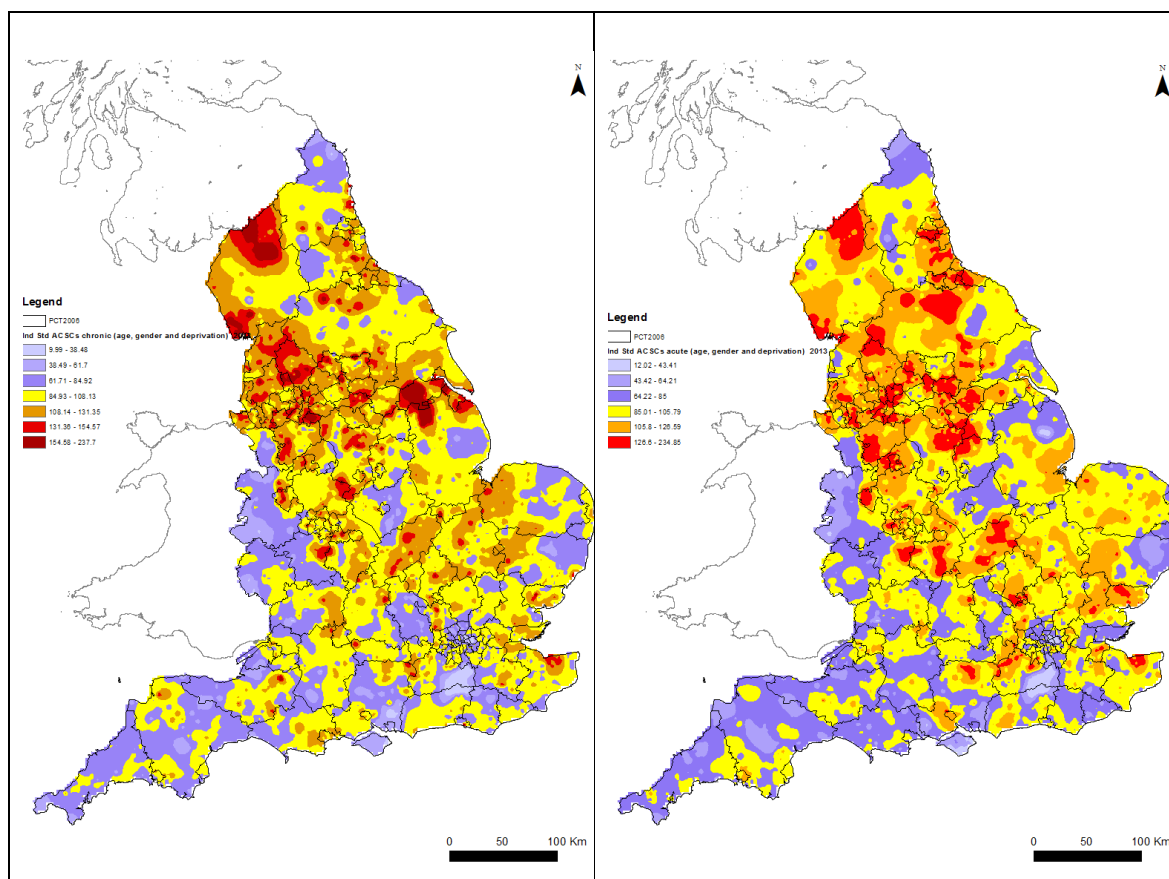 N
Legend
PCT2006
Ind Std ACSCs chronic (age, gender and deprivation)
9.99 - 38.48
38.49 - 61.7
61.71 - 84.92
84.93 - 108.13
108.14 - 131.35
131.36 - 154.57
154.58 - 237.7
0 50 100 Km
N
Legend
PCT2006
Ind Std ACSCs acute (age, gender and deprivation) 2013
12.02 - 43.41
43.42 - 64.21
64.22 - 85
85.01 - 105.79
105.8 - 126.59
126.6 - 234.85
0 50 100 Km